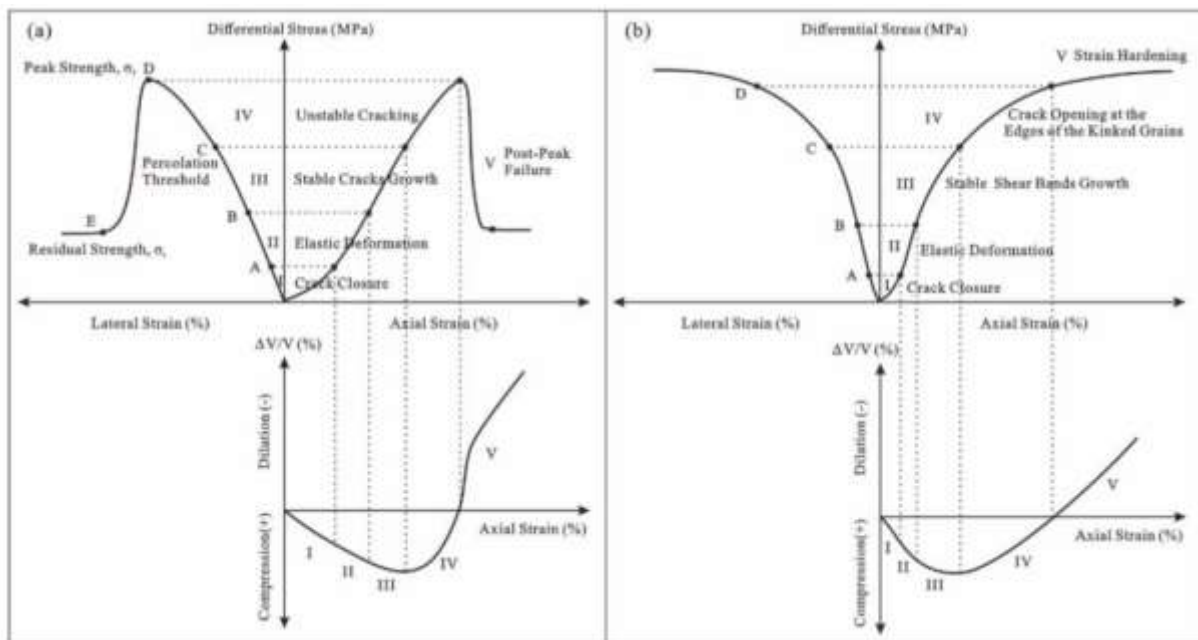 (a)
Differential Stress (MPa)
Peak Strength, σ, D
IV Unstable Cracking
C
Percolation
Threshold
III Stable Cracks Growth
V Post-Peak
Failure
B
E
II Elastic Deformation
Residual Strength, σ,
A
I Crack Closure
Lateral Strain (%)
Axial Strain (%)
ΔV/V (%)
Dilation (-)
V
Axial Strain (%)
Compression(+)
I
II
III
IV
(b)
Differential Stress (MPa)
V Strain Hardening
D
IV Crack Opening at the
Edges of the Kinked Grains
C
III
Stable Shear Bands Growth
B
II Elastic Deformation
A
I Crack Closure
Lateral Strain (%)
Axial Strain (%)
ΔV/V (%)
Dilation (-)
V
Axial Strain (%)
Compression(+)
I
II
III
IV